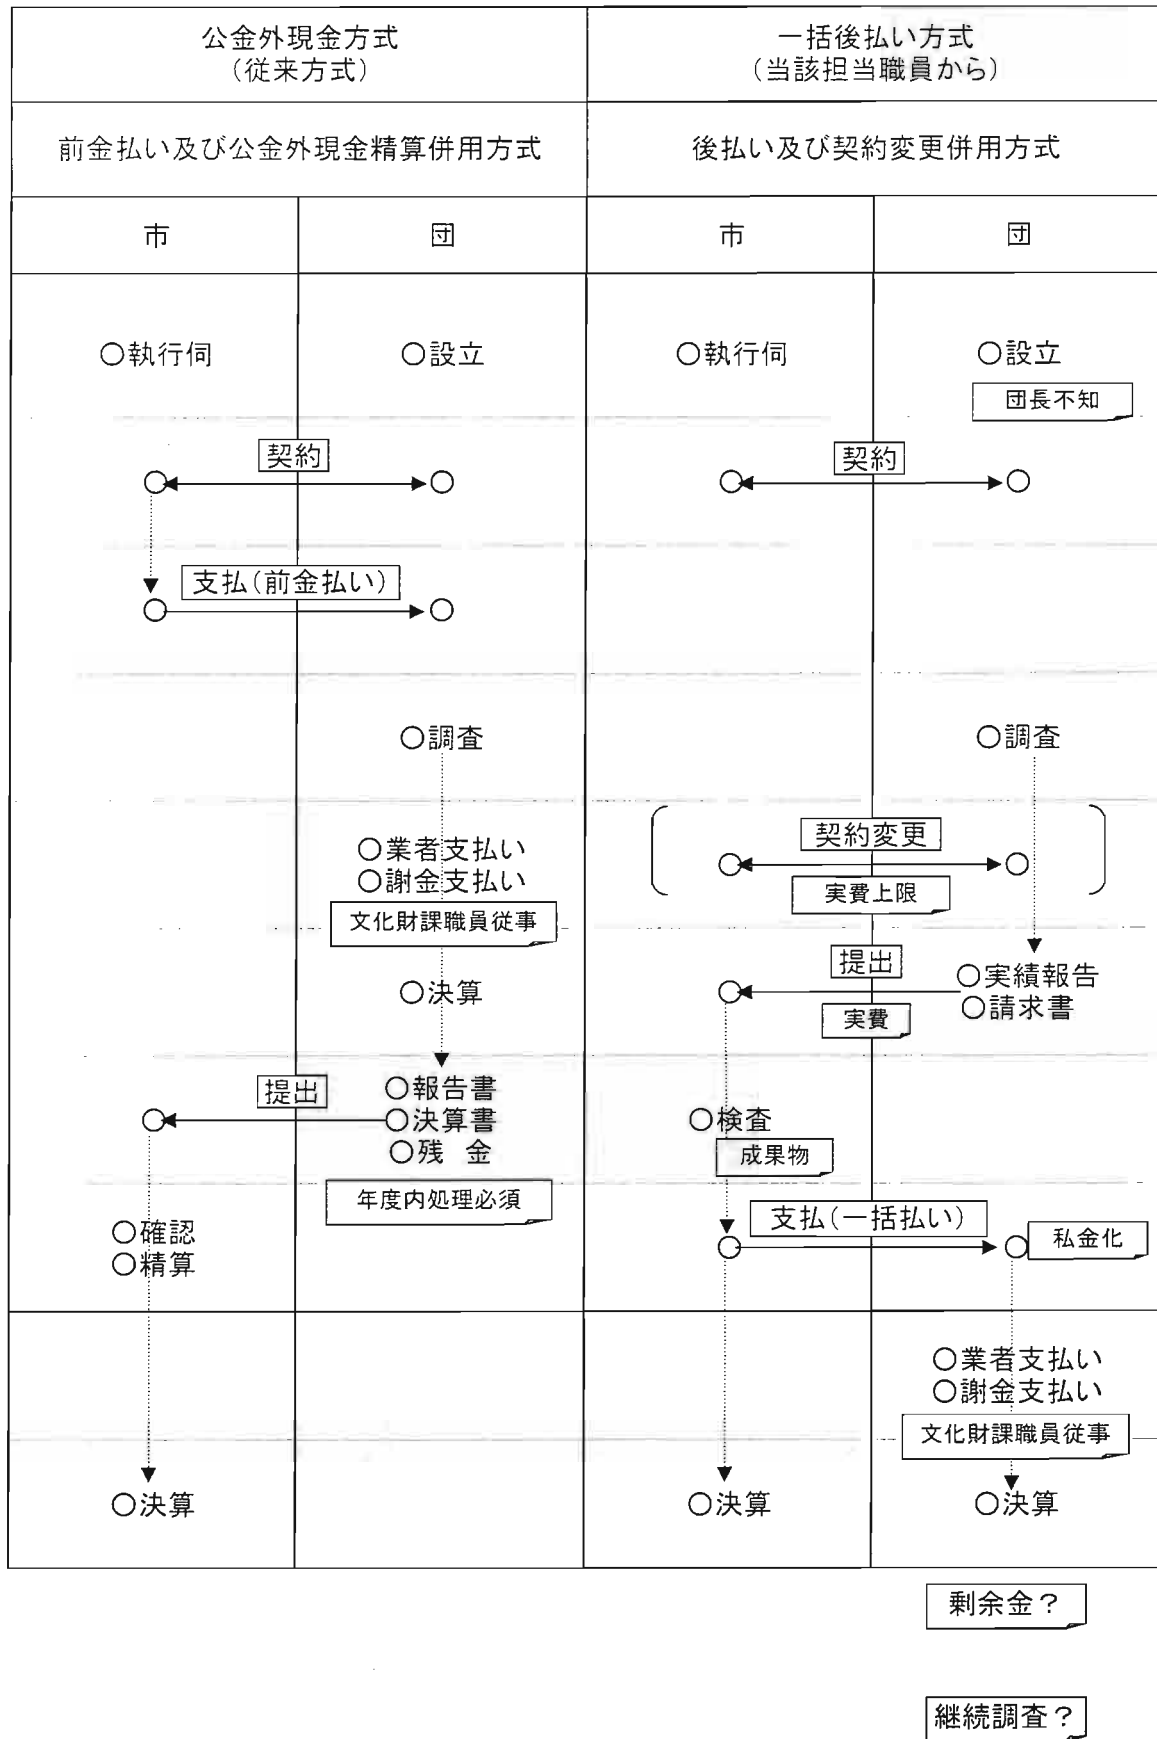 公金外現金方式
(従来方式)
一括後払い方式
(当該担当職員から)
前金払い及び公金外現金精算併用方式
後払い及び契約変更併用方式
市
団
市
団
○執行伺
○設立
○執行伺
○設立
団長不知
契約
契約
支払(前金払い)
○調査
○調査
○業者支払い
○謝金支払い
文化財課職員従事
契約変更
実費上限
○決算
提出
実費
○実績報告
○請求書
提出
○報告書
○決算書
○残 金
年度内処理必須
○検査
成果物
○確認
○精算
支払(一括払い)
私金化
○業者支払い
○謝金支払い
文化財課職員従事
○決算
○決算
○決算
剰余金?
継続調査?